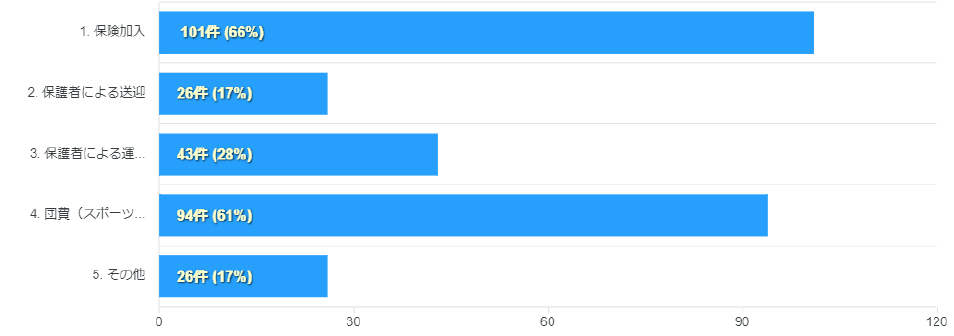 1. 保険加入 101件 (66%)
2. 保護者による送迎 26件 (17%)
3. 保護者による運... 43件 (28%)
4. 団費（スポーツ... 94件 (61%)
5. その他 26件 (17%)
0 30 60 90 120